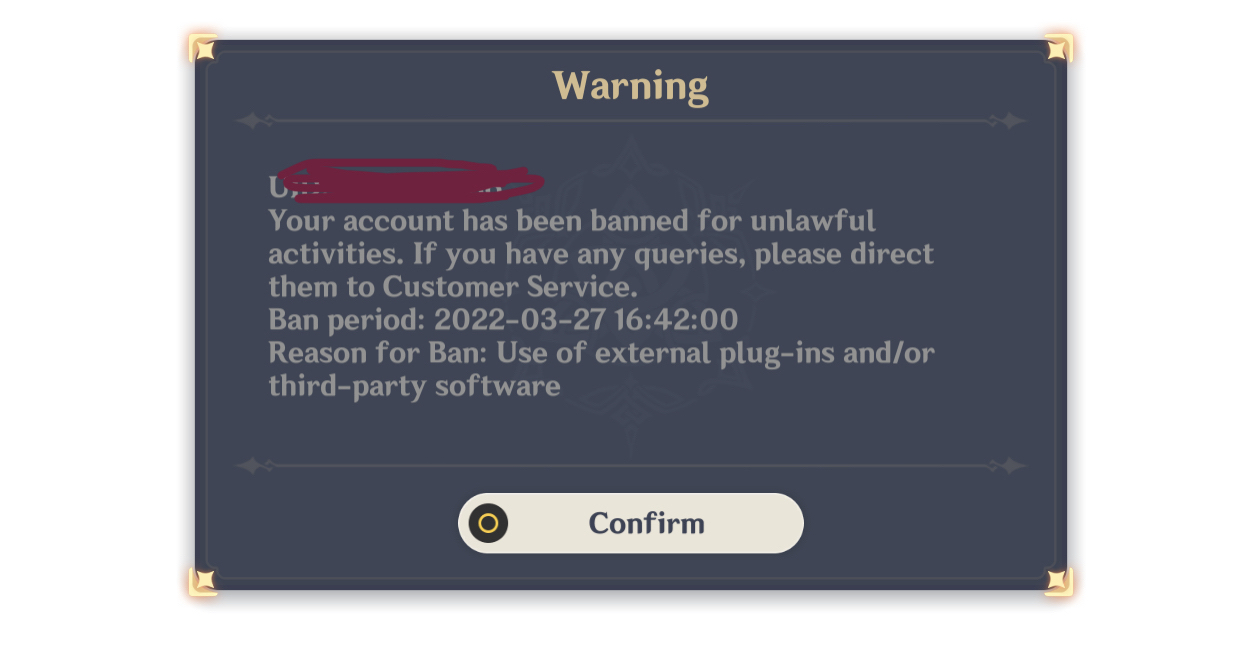 Warning
Your account has been banned for unlawful
activities. If you have any queries, please direct
them to Customer Service.
Ban period: 2022-03-27 16:42:00
Reason for Ban: Use of external plug-ins and/or
third-party software
Confirm